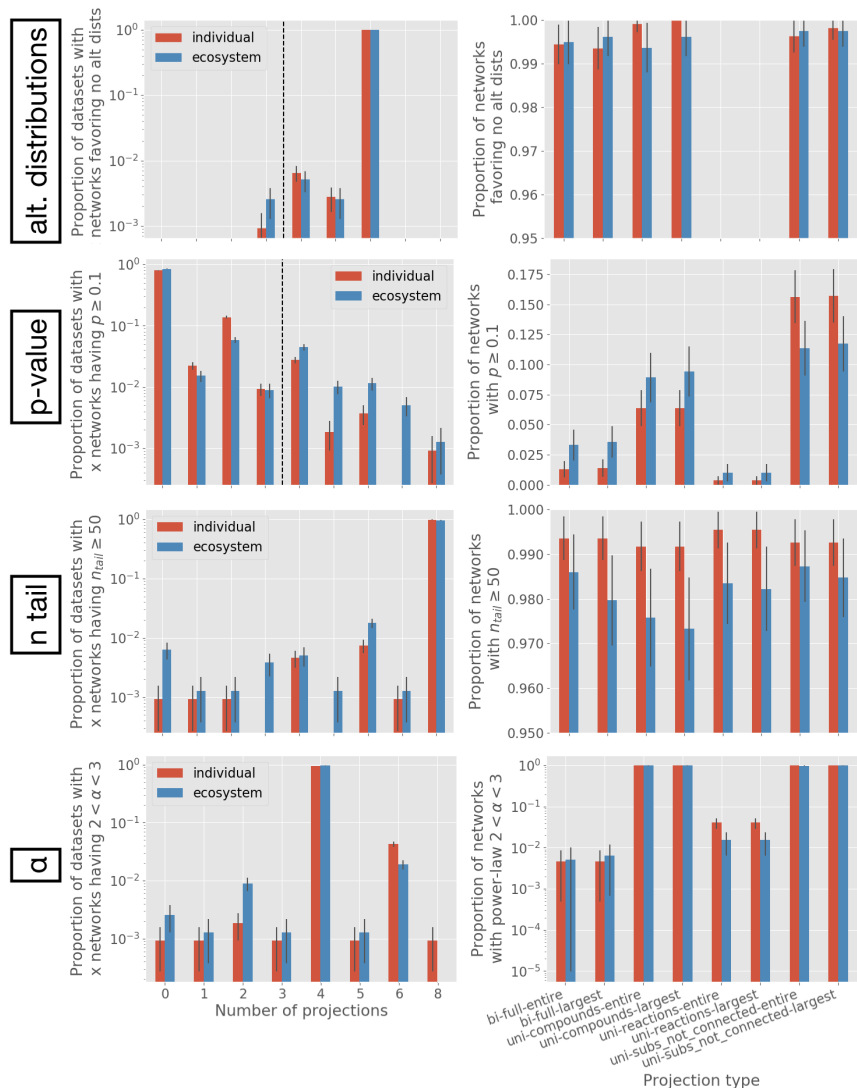 alt. distributions
Proportion of datasets with
networks favoring no alt dists
10⁰
10⁻¹
10⁻²
10⁻³
individual
ecosystem
Proportion of networks
favoring no alt dists
1.00
0.99
0.98
0.97
0.96
0.95
p-value
Proportion of datasets with
x networks having p ≥ 0.1
10⁰
10⁻¹
10⁻²
10⁻³
individual
ecosystem
Proportion of networks
with p ≥ 0.1
0.175
0.150
0.125
0.100
0.075
0.050
0.025
0.000
n tail
Proportion of datasets with
x networks having n_tail ≥ 50
10⁰
10⁻¹
10⁻²
10⁻³
individual
ecosystem
Proportion of networks
with n_tail ≥ 50
1.000
0.990
0.980
0.970
0.960
0.950
α
Proportion of datasets with
x networks having 2 < α < 3
10⁰
10⁻¹
10⁻²
10⁻³
individual
ecosystem
0 1 2 3 4 5 6 8
Number of projections
Proportion of networks
with power-law 2 < α < 3
10⁰
10⁻¹
10⁻²
10⁻³
10⁻⁴
10⁻⁵
bi-full-entire
bi-full-largest
uni-compounds-entire
uni-compounds-largest
uni-reactions-entire
uni-reactions-largest
uni-subs_not_connected-entire
uni-subs_not_connected-largest
Projection type